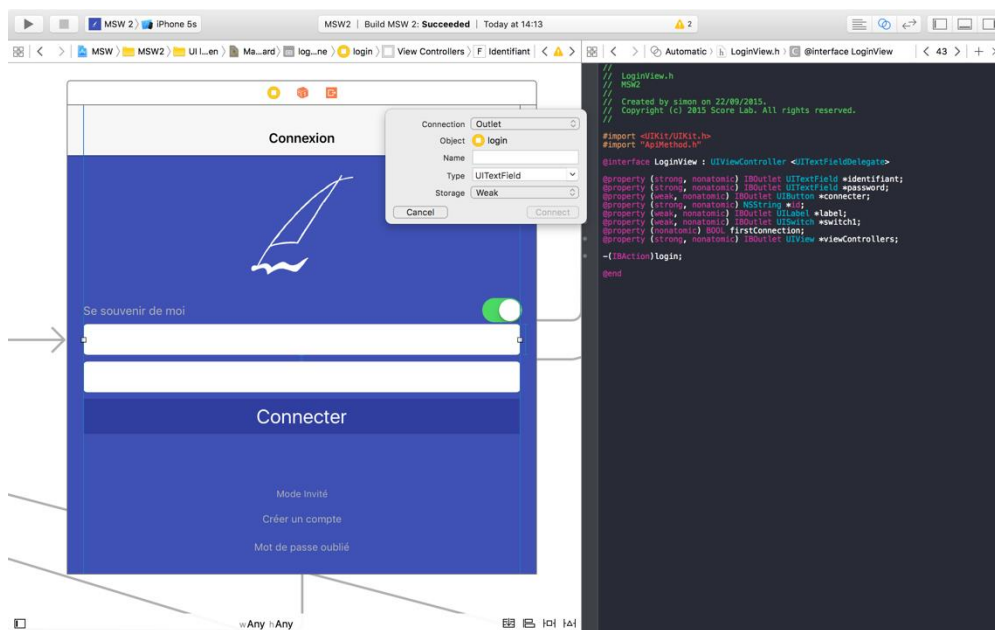 MSW 2 〉 iPhone 5s
MSW2 | Build MSW 2: Succeeded | Today at 14:13
2
MSW 〉 MSW2 〉 UI l...en 〉 Ma...ard 〉 log...ne 〉 login 〉 View Controllers 〉 F Identifiant
Automatic 〉 h LoginView.h 〉 C @interface LoginView
43
Connexion
Connection Outlet
Object login
Name
Type UITextField
Storage Weak
Cancel Connect
Se souvenir de moi
Connecter
Mode Invité
Créer un compte
Mot de passe oublié
wAny hAny
//
// LoginView.h
// MSW2
//
// Created by simon on 22/09/2015.
// Copyright (c) 2015 Score Lab. All rights reserved.
//
#import <UIKit/UIKit.h>
#import "ApiMethod.h"
@interface LoginView : UIViewController <UITextFieldDelegate>
@property (strong, nonatomic) IBOutlet UITextField *identifiant;
@property (strong, nonatomic) IBOutlet UITextField *password;
@property (weak, nonatomic) IBOutlet UIButton *connecter;
@property (strong, nonatomic) NSString *id;
@property (weak, nonatomic) IBOutlet UILabel *label;
@property (weak, nonatomic) IBOutlet UISwitch *switch1;
@property (nonatomic) BOOL firstConnection;
@property (strong, nonatomic) IBOutlet UIView *viewControllers;
-(IBAction)login;
@end